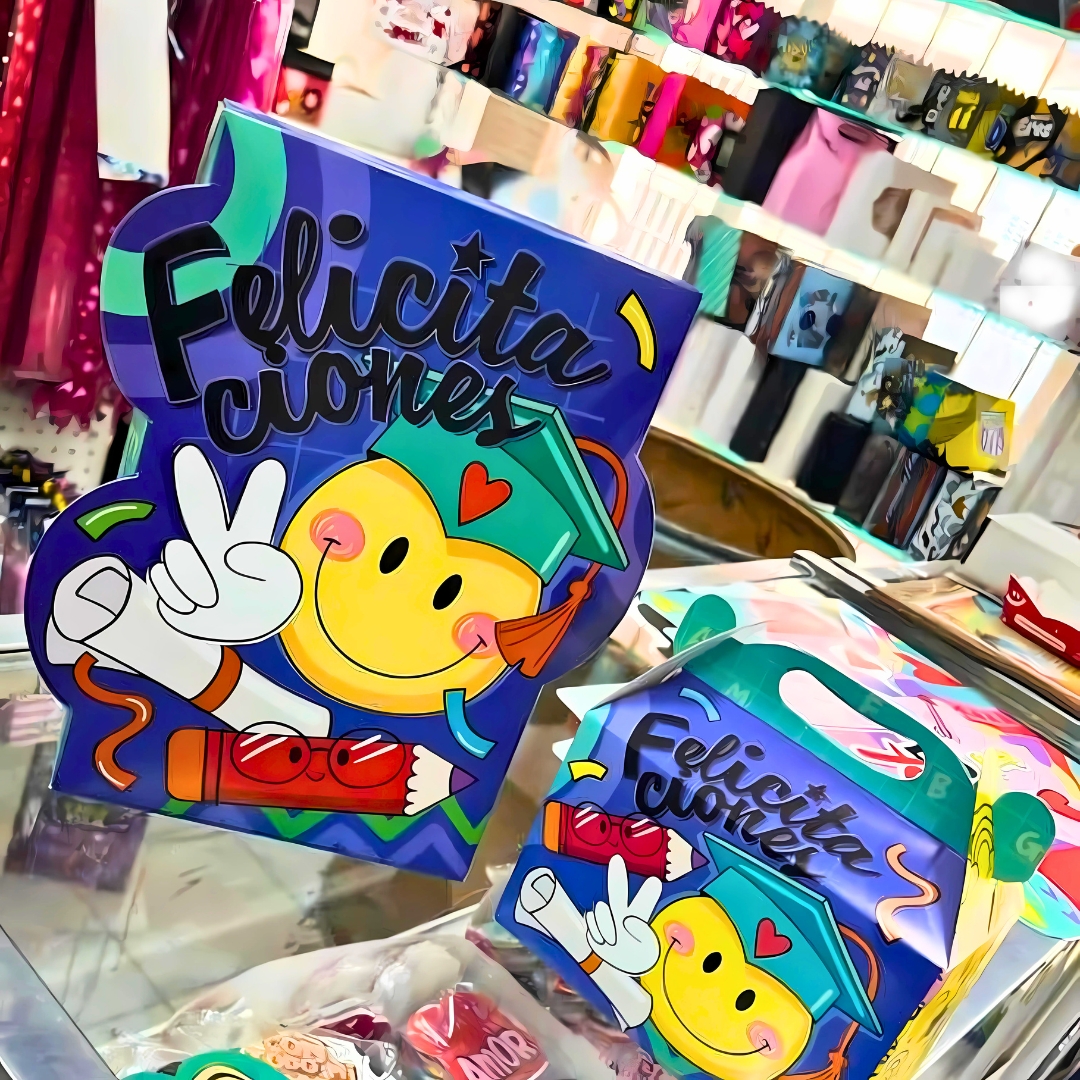 Felicita
ciones
Felicita
ciones
A
M
F
B
G
AMOR